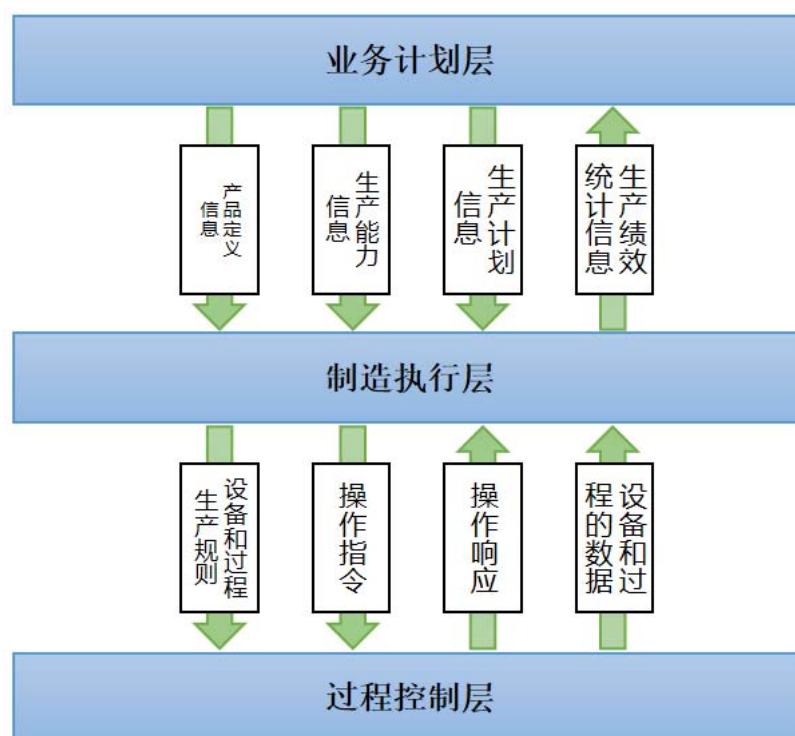 业务计划层
产品定义
信息
生产能力
信息
生产计划
信息
生产绩效
统计信息
制造执行层
设备和过程
生产规则
操作指令
操作响应
设备和过
程的数据
过程控制层